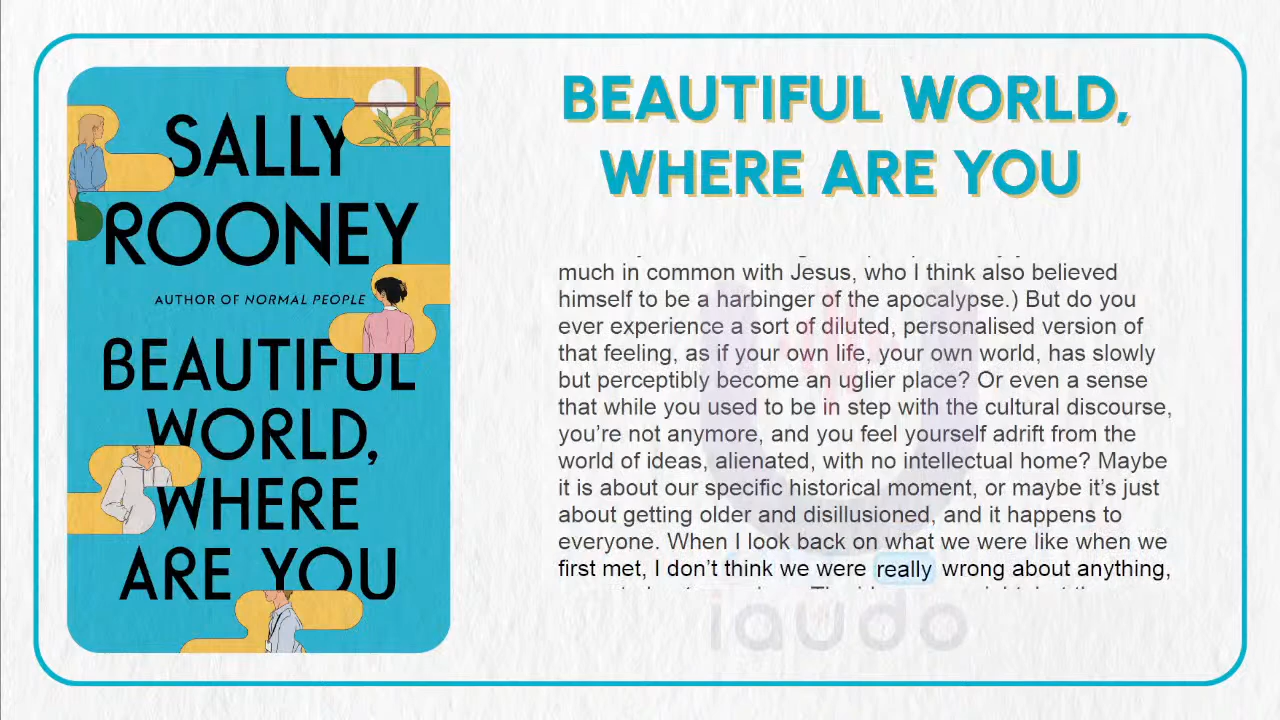 SALLY
ROONEY
AUTHOR OF NORMAL PEOPLE
BEAUTIFUL
WORLD,
WHERE
ARE YOU
BEAUTIFUL WORLD,
WHERE ARE YOU
much in common with Jesus, who I think also believed
himself to be a harbinger of the apocalypse.) But do you
ever experience a sort of diluted, personalised version of
that feeling, as if your own life, your own world, has slowly
but perceptibly become an uglier place? Or even a sense
that while you used to be in step with the cultural discourse,
you're not anymore, and you feel yourself adrift from the
world of ideas, alienated, with no intellectual home? Maybe
it is about our specific historical moment, or maybe it's just
about getting older and disillusioned, and it happens to
everyone. When I look back on what we were like when we
first met, I don't think we were really wrong about anything,
iaudo